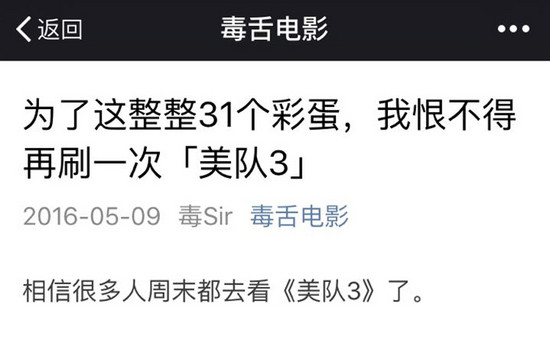 返回 毒舌电影
为了这整整31个彩蛋，我恨不得
再刷一次「美队3」
2016-05-09 毒Sir 毒舌电影
相信很多人周末都去看《美队3》了。